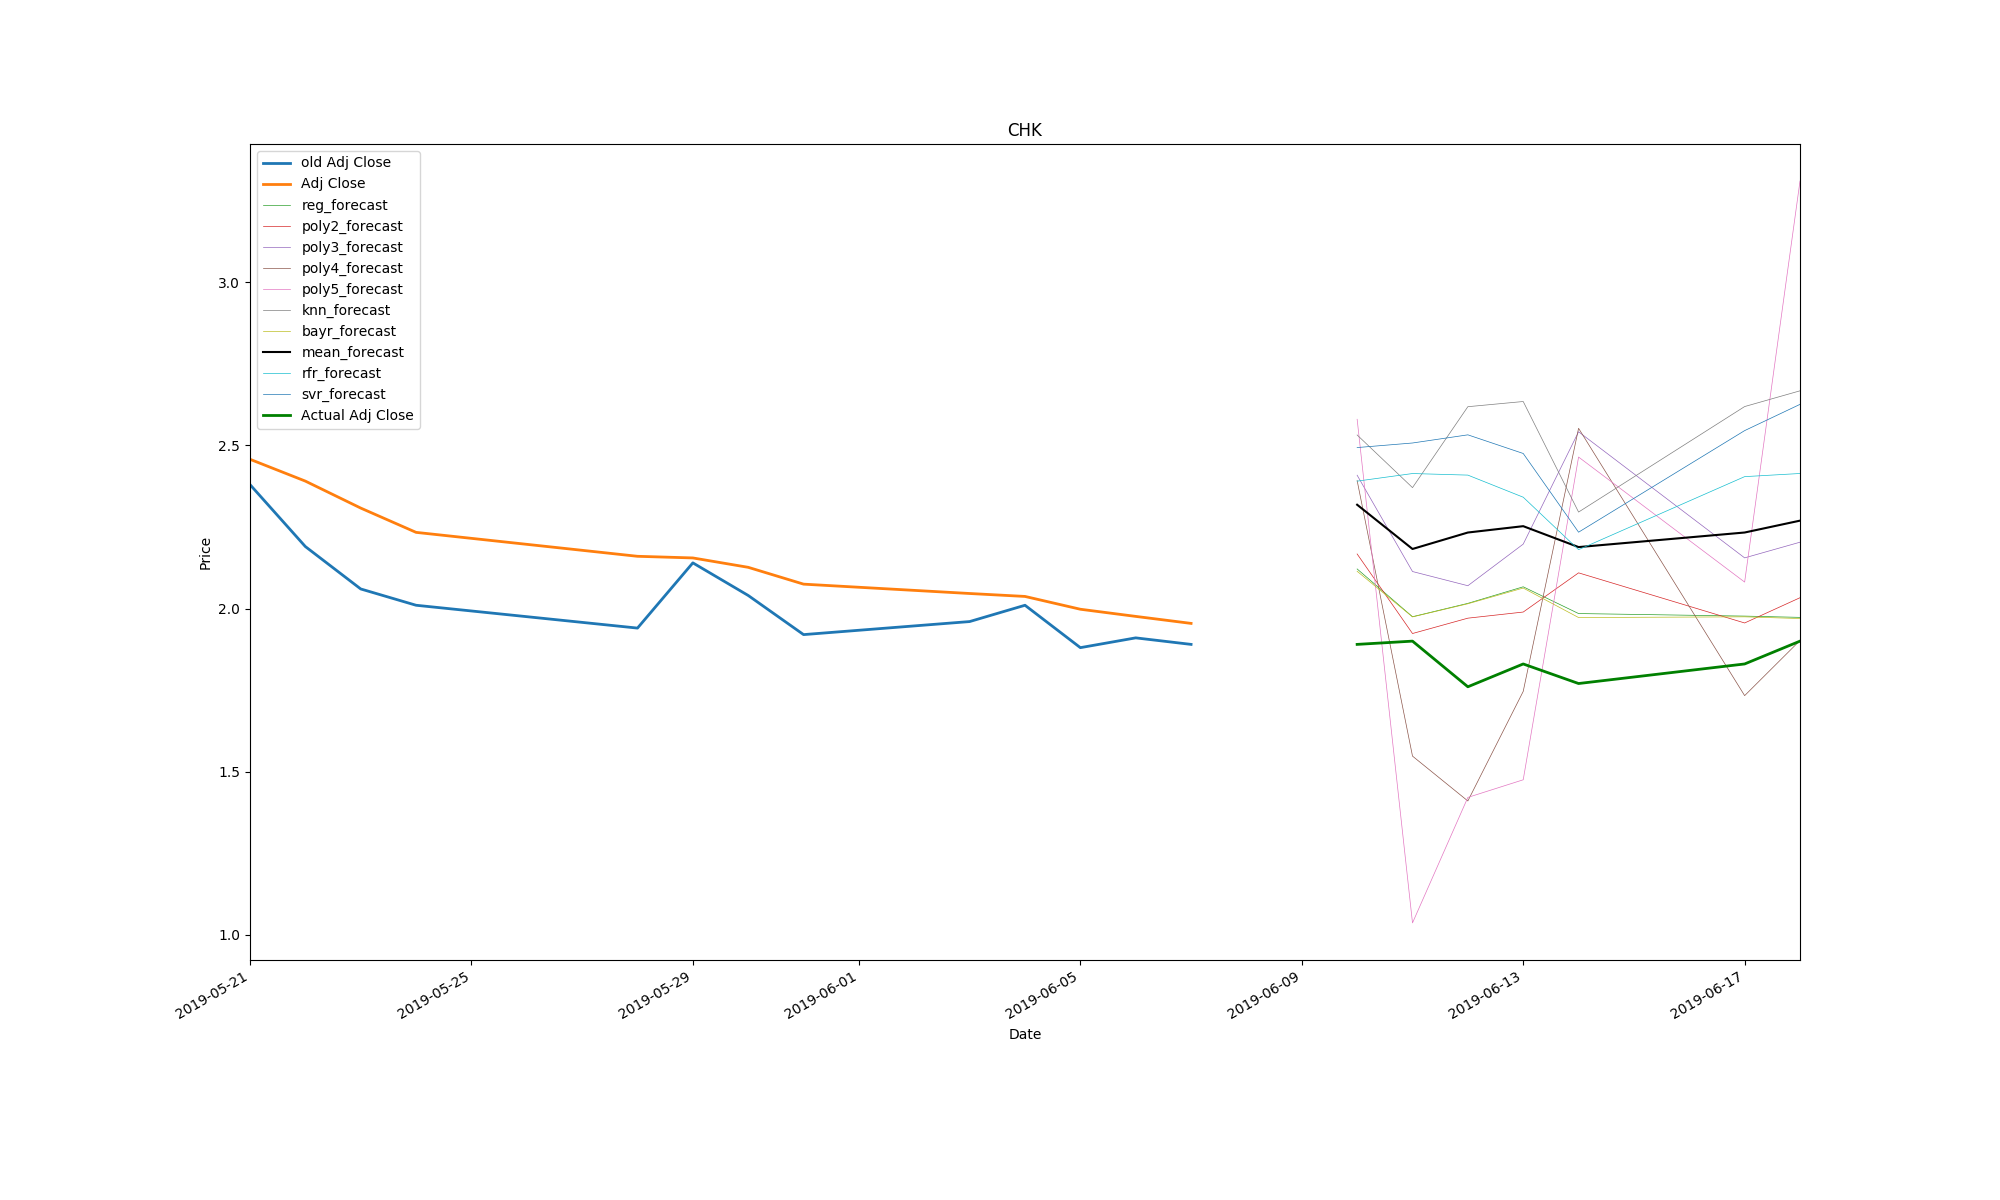 CHK
old Adj Close
Adj Close
reg_forecast
poly2_forecast
poly3_forecast
poly4_forecast
poly5_forecast
knn_forecast
bayr_forecast
mean_forecast
rfr_forecast
svr_forecast
Actual Adj Close
3.0
2.5
2.0
1.5
1.0
Price
2019-05-21
2019-05-25
2019-05-29
2019-06-01
2019-06-05
2019-06-09
2019-06-13
2019-06-17
Date